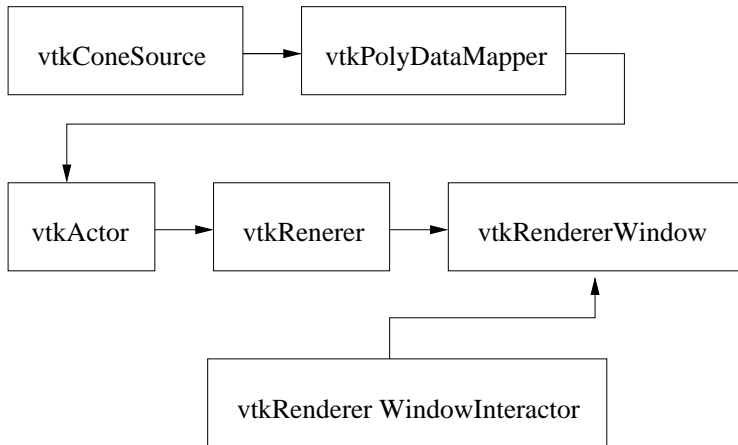 vtkConeSource
vtkPolyDataMapper
vtkActor
vtkRenerer
vtkRendererWindow
vtkRenderer WindowInteractor